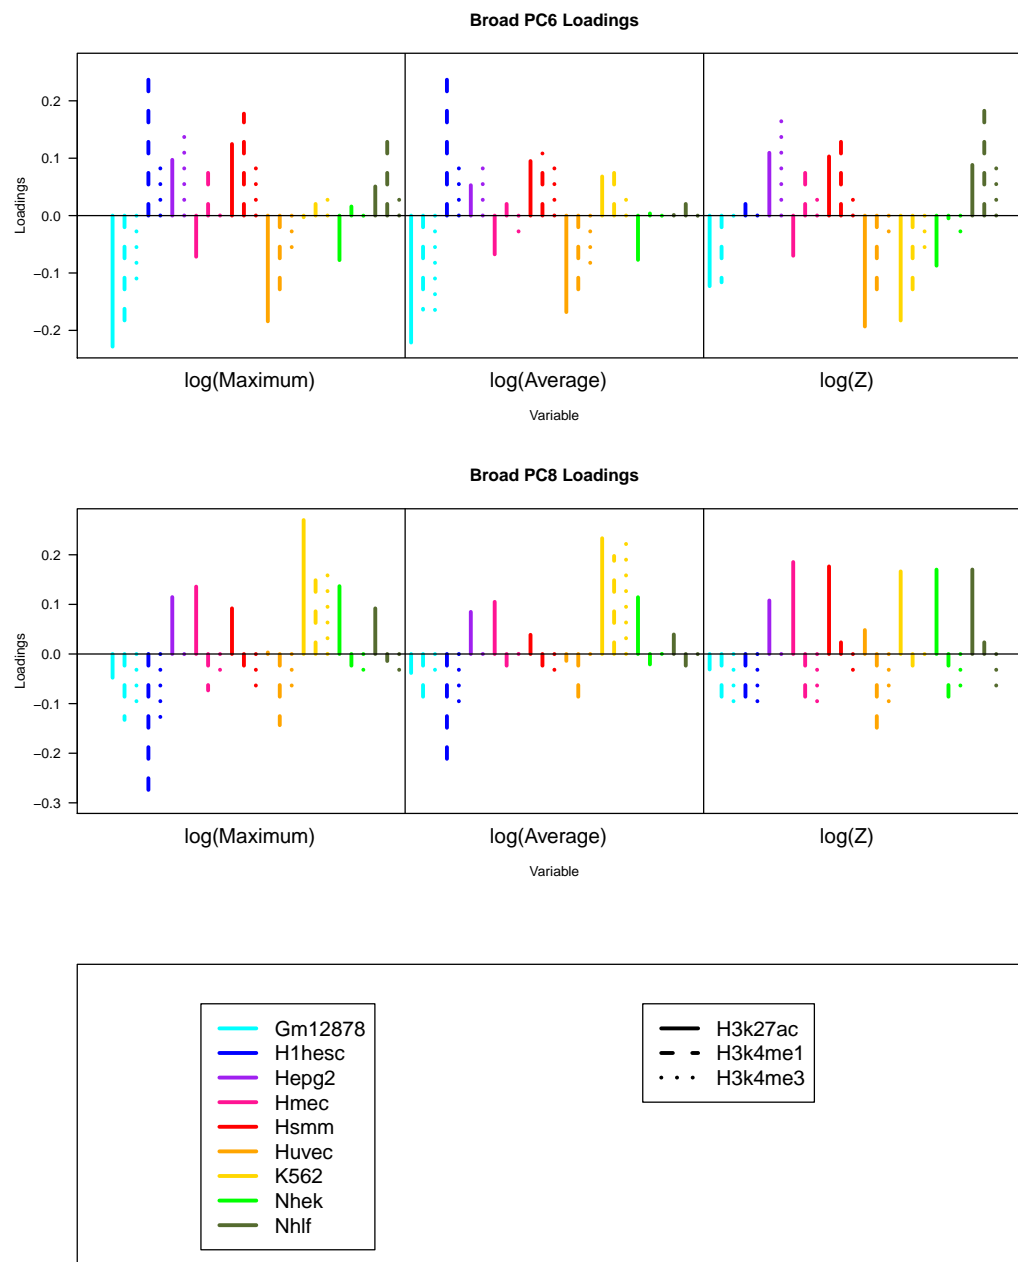 Broad PC6 Loadings
Loadings
0.2
0.1
0.0
−0.1
−0.2
log(Maximum) log(Average) log(Z)
Variable
Broad PC8 Loadings
Loadings
0.2
0.1
0.0
−0.1
−0.2
−0.3
log(Maximum) log(Average) log(Z)
Variable
Gm12878
H1hesc
Hepg2
Hmec
Hsmm
Huvec
K562
Nhek
Nhlf
H3k27ac
H3k4me1
H3k4me3